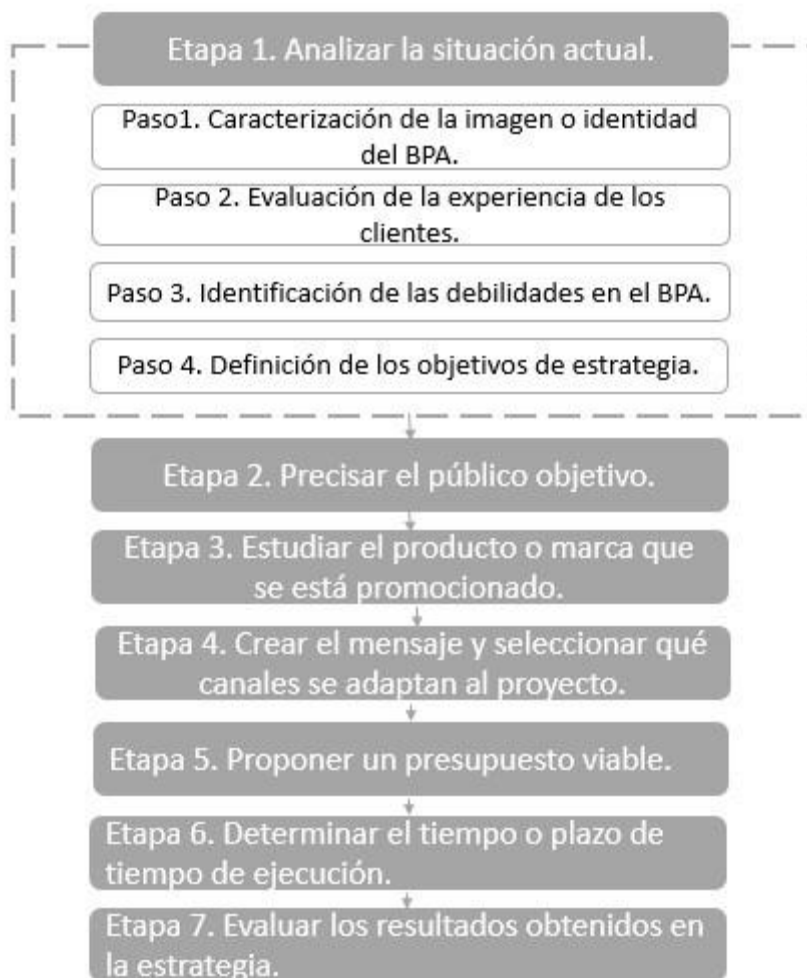 Etapa 1. Analizar la situación actual.
Paso1. Caracterización de la imagen o identidad
del BPA.
Paso 2. Evaluación de la experiencia de los
clientes.
Paso 3. Identificación de las debilidades en el BPA.
Paso 4. Definición de los objetivos de estrategia.
Etapa 2. Precisar el público objetivo.
Etapa 3. Estudiar el producto o marca que
se está promocionado.
Etapa 4. Crear el mensaje y seleccionar qué
canales se adaptan al proyecto.
Etapa 5. Proponer un presupuesto viable.
Etapa 6. Determinar el tiempo o plazo de
tiempo de ejecución.
Etapa 7. Evaluar los resultados obtenidos en
la estrategia.